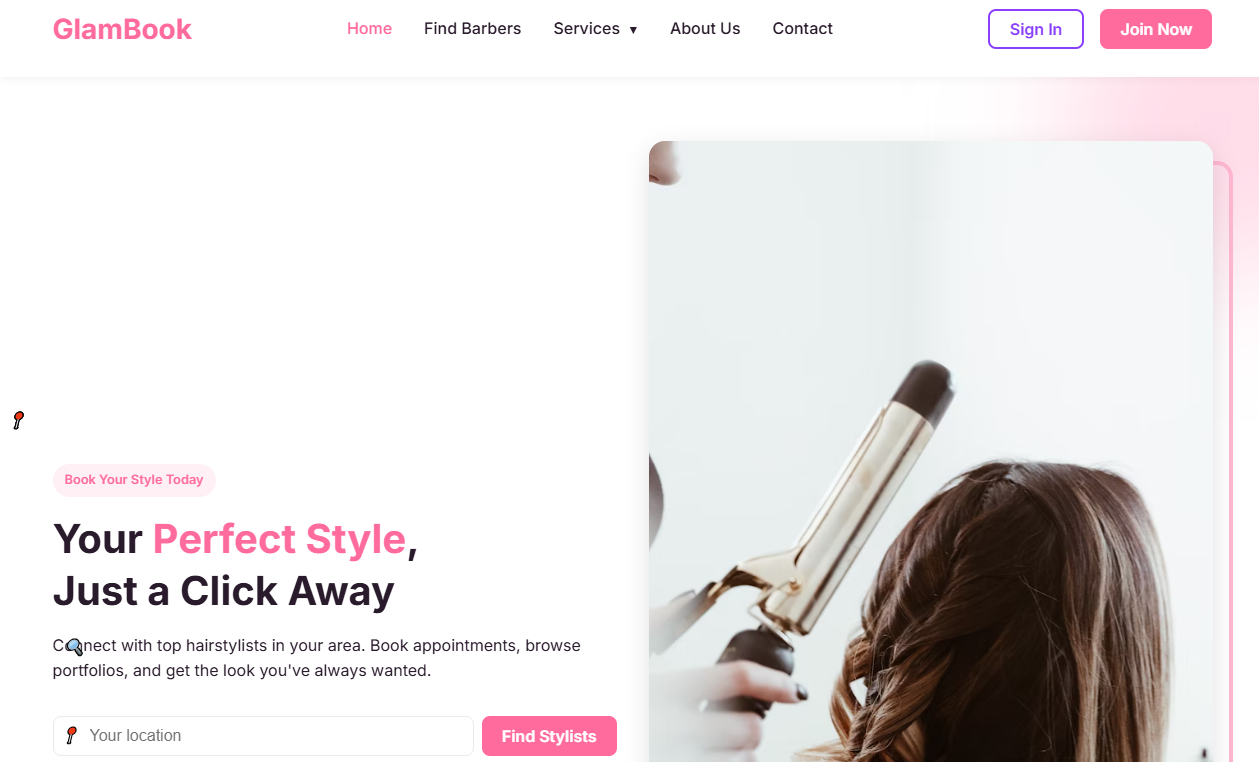 GlamBook
Home Find Barbers Services ▾ About Us Contact Sign In Join Now
Book Your Style Today
Your Perfect Style,
Just a Click Away
Connect with top hairstylists in your area. Book appointments, browse
portfolios, and get the look you've always wanted.
Your location Find Stylists